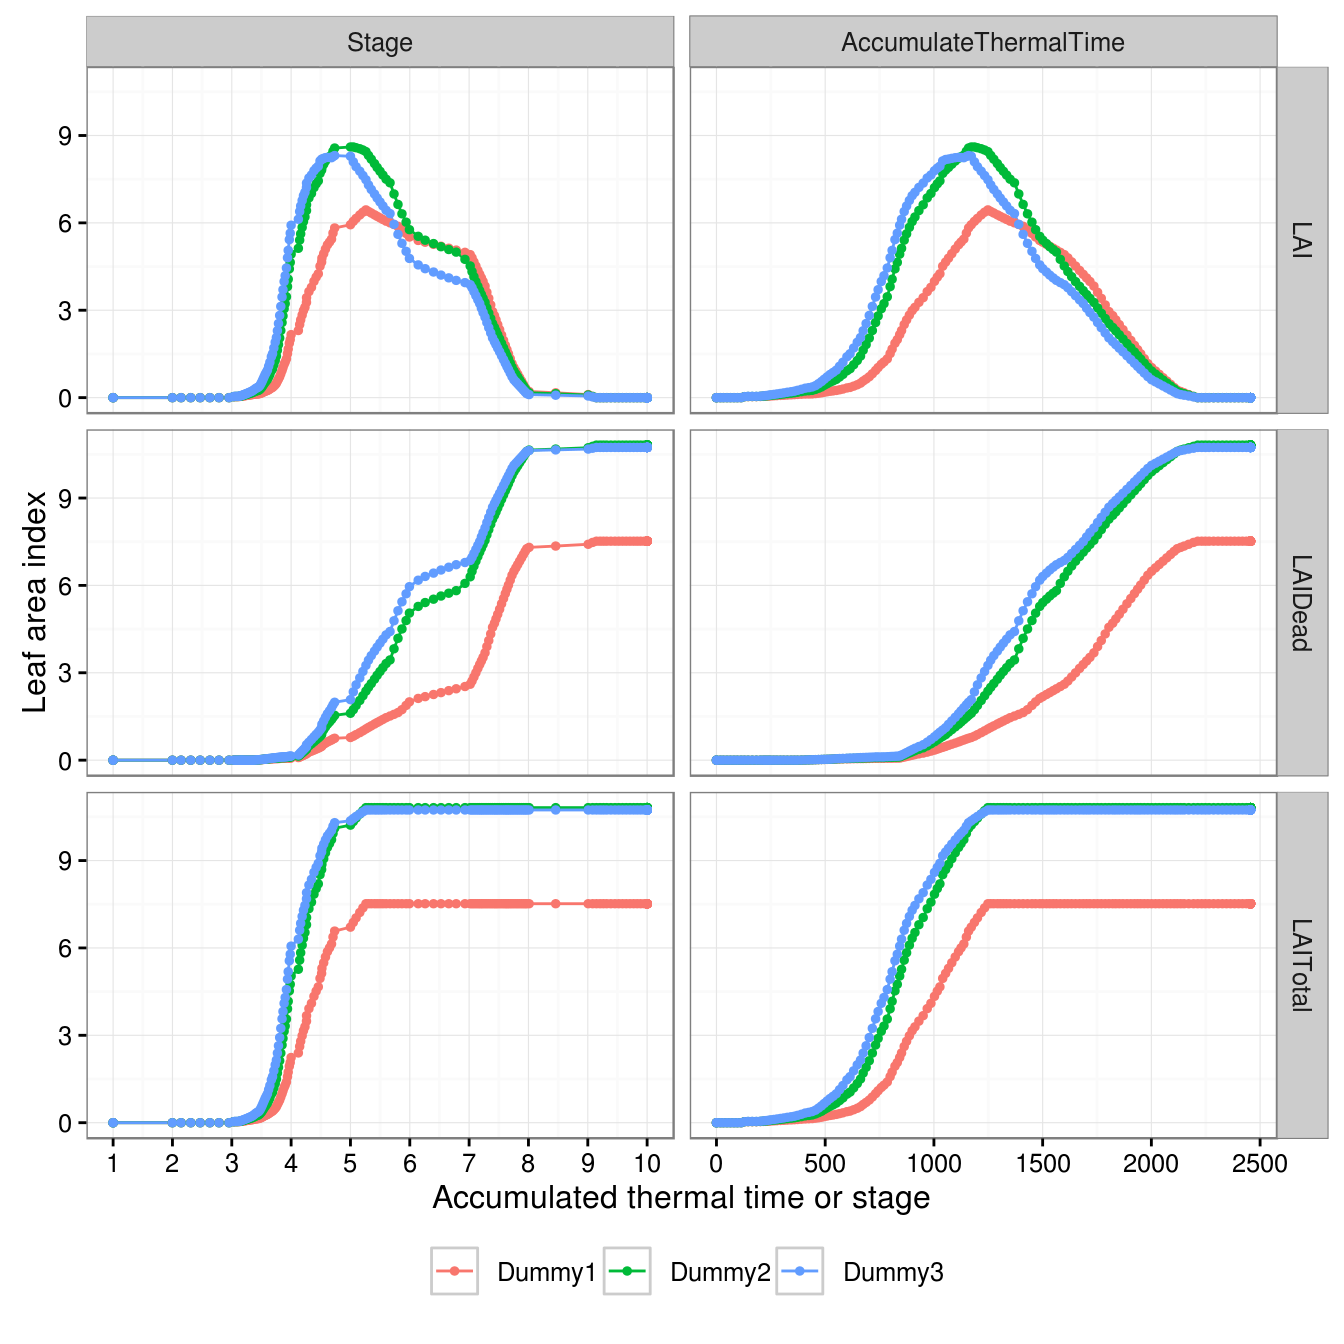 Stage
AccumulateThermalTime
9
6
3
0
LAI
9
6
3
0
LAIDead
9
6
3
0
LAITotal
Leaf area index
1 2 3 4 5 6 7 8 9 10
0 500 1000 1500 2000 2500
Accumulated thermal time or stage
Dummy1 Dummy2 Dummy3